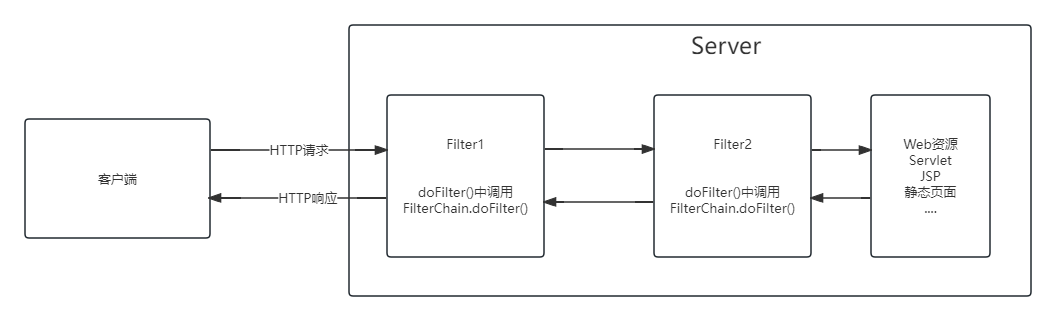 Server
客户端
HTTP请求
HTTP响应
Filter1
doFilter()中调用
FilterChain.doFilter()
Filter2
doFilter()中调用
FilterChain.doFilter()
Web资源
Servlet
JSP
静态页面
....